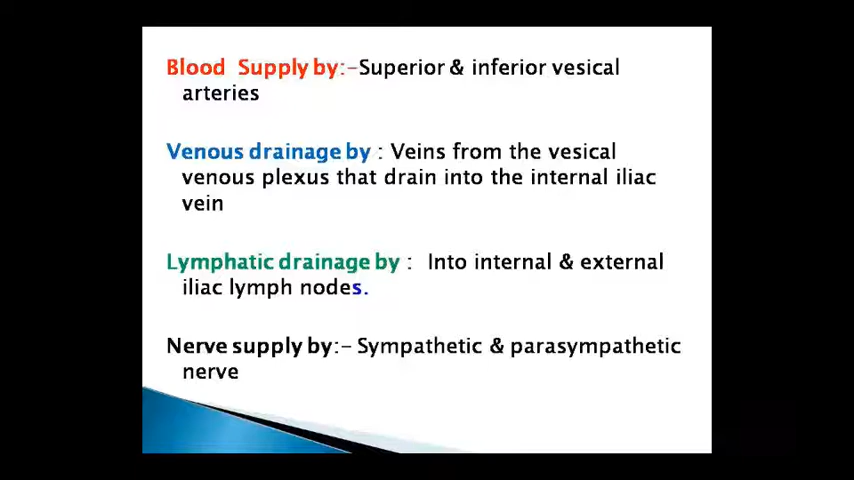 Blood Supply by:-Superior & inferior vesical
arteries
Venous drainage by : Veins from the vesical
venous plexus that drain into the internal iliac
vein
Lymphatic drainage by : Into internal & external
iliac lymph nodes.
Nerve supply by:- Sympathetic & parasympathetic
nerve